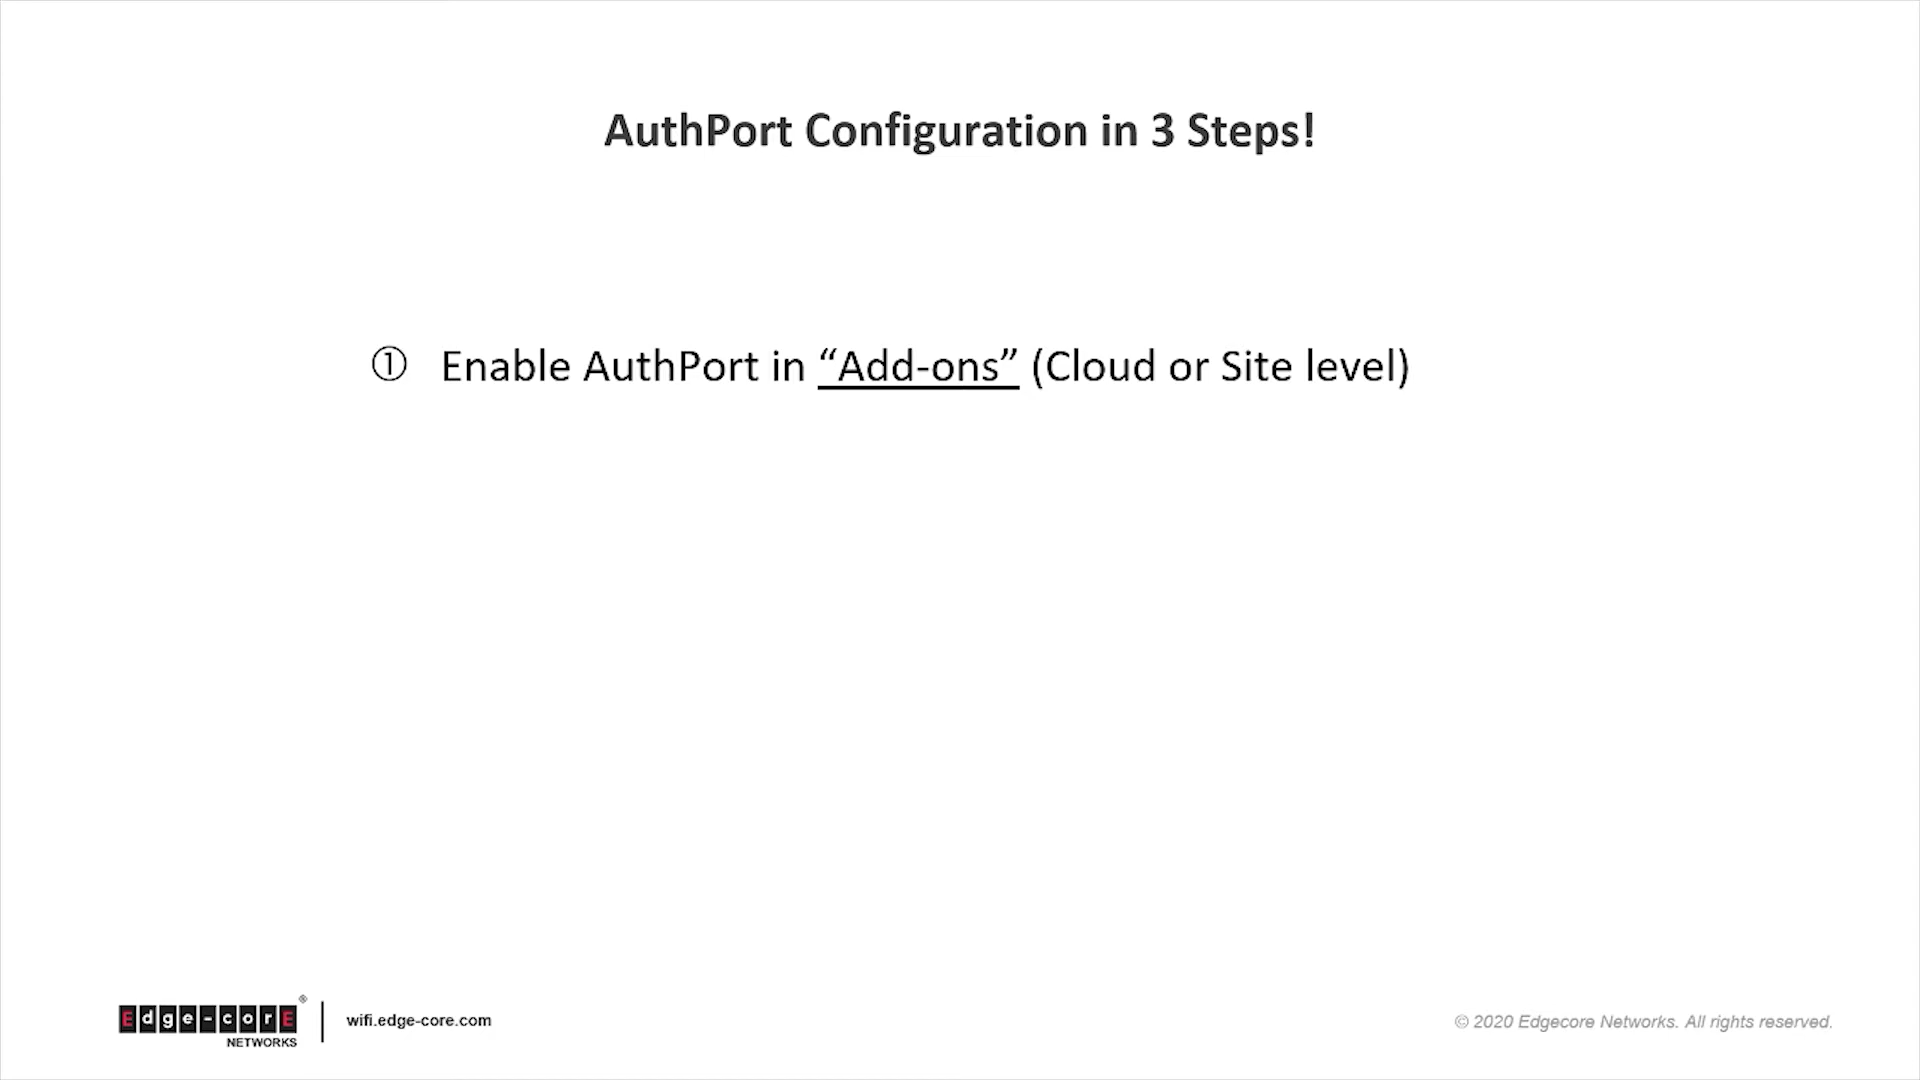 AuthPort Configuration in 3 Steps!
① Enable AuthPort in “Add-ons” (Cloud or Site level)
Edge-corE®
NETWORKS
wifi.edge-core.com
© 2020 Edgecore Networks. All rights reserved.